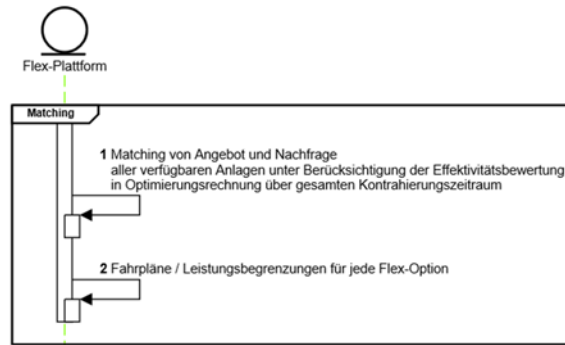 Flex-Plattform
Matching
1 Matching von Angebot und Nachfrage
aller verfügbaren Anlagen unter Berücksichtigung der Effektivitätsbewertung
in Optimierungsrechnung über gesamten Kontrahierungszeitraum
2 Fahrpläne / Leistungsbegrenzungen für jede Flex-Option